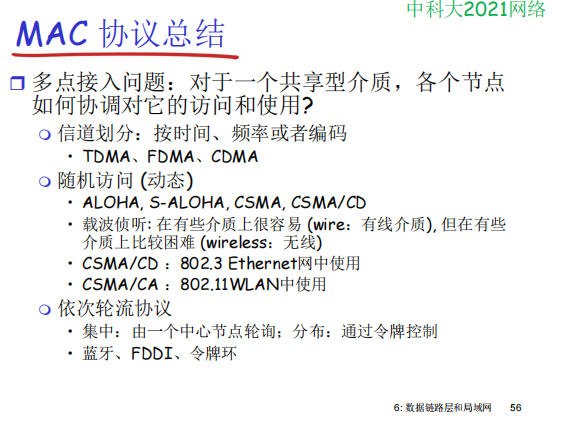 中科大2021网络
MAC 协议总结
多点接入问题：对于一个共享型介质，各个节点
如何协调对它的访问和使用?
信道划分：按时间、频率或者编码
• TDMA、FDMA、CDMA
随机访问 (动态)
• ALOHA, S-ALOHA, CSMA, CSMA/CD
• 载波侦听: 在有些介质上很容易 (wire：有线介质), 但在有些
介质上比较困难 (wireless：无线)
• CSMA/CD ：802.3 Ethernet网中使用
• CSMA/CA ：802.11WLAN中使用
依次轮流协议
• 集中：由一个中心节点轮询；分布：通过令牌控制
• 蓝牙、FDDI、令牌环
6: 数据链路层和局域网 56